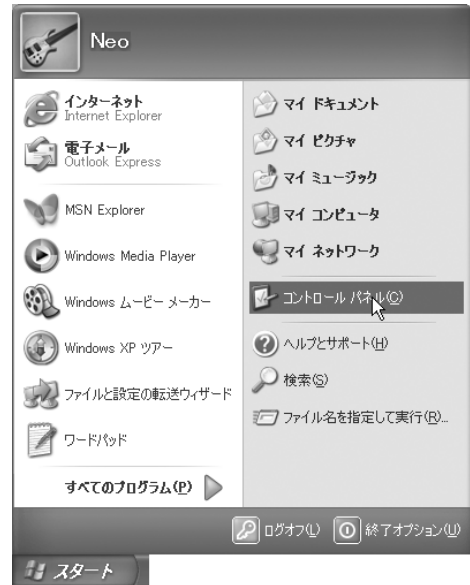 Neo
インターネット
Internet Explorer
電子メール
Outlook Express
MSN Explorer
Windows Media Player
Windows ムービー メーカー
Windows XP ツアー
ファイルと設定の転送ウィザード
ワードパッド
すべてのプログラム(P)
マイ ドキュメント
マイ ピクチャ
マイ ミュージック
マイ コンピュータ
マイ ネットワーク
コントロール パネル(C)
ヘルプとサポート(H)
検索(S)
ファイル名を指定して実行(R)...
ログオフ(L)
終了オプション(U)
スタート